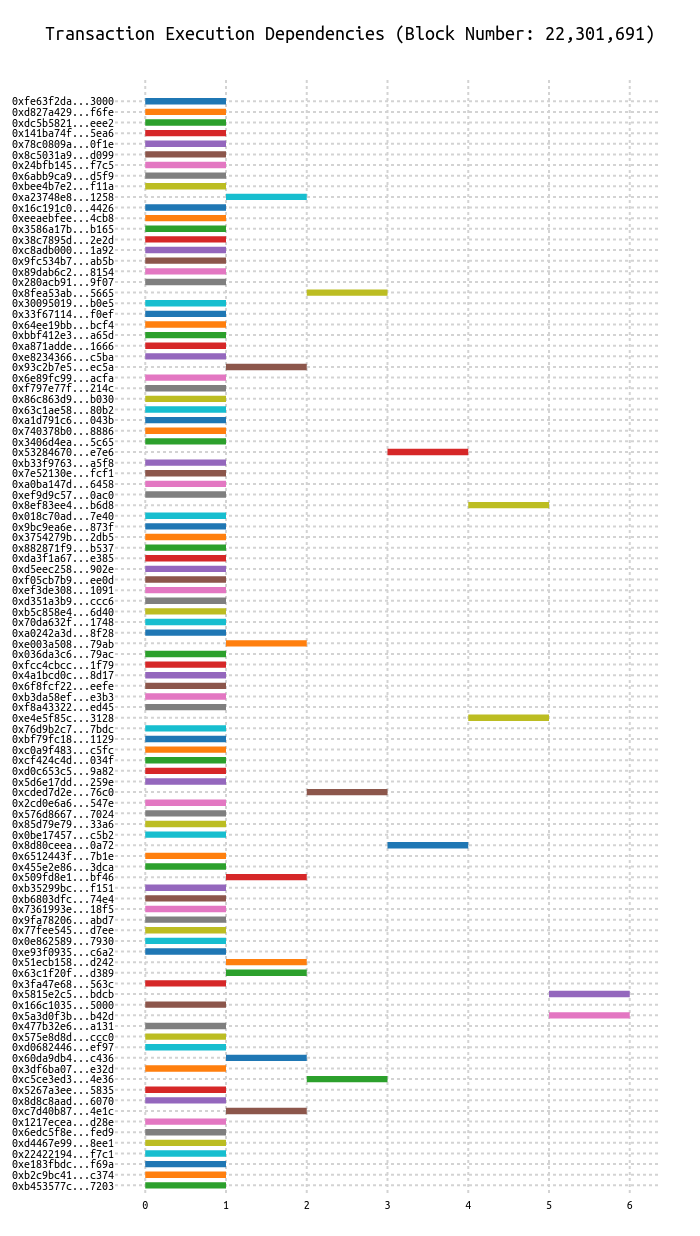 Transaction Execution Dependencies (Block Number: 22,301,691)
0xfe63f2da...3000
0xd827a429...f6fe
0xdc5b5821...eee2
0x141ba74f...5ea6
0x78c0809a...0f1e
0x8c5031a9...d099
0x24bfb145...f7c5
0x6abb9ca9...d5f9
0xbee4b7e2...f11a
0xa23748e8...1258
0x16c191c0...4426
0xeeaebfee...4cb8
0x3586a17b...b165
0x38c7895d...2e2d
0xc8adb000...1a92
0x9fc534b7...ab5b
0x89dab6c2...8154
0x280acb91...9f07
0x8fea53ab...5665
0x30095019...b0e5
0x33f67114...f0ef
0x64ee19bb...bcf4
0xbbf412e3...a65d
0xa871adde...1666
0xe8234366...c5ba
0x93c2b7e5...ec5a
0x6e89fc99...acfa
0xf797e77f...214c
0x86c863d9...b030
0x63c1ae58...80b2
0xa1d791c6...043b
0x740378b0...8886
0x3406d4ea...5c65
0x53284670...e7e6
0xb33f9763...a5f8
0x7e52130e...fcf1
0xa0ba147d...6458
0xef9d9c57...0ac0
0x8ef83ee4...b6d8
0x018c70ad...7e40
0x9bc9ea6e...873f
0x3754279b...2db5
0x882871f9...b537
0xda3f1a67...e385
0xd5eec258...902e
0xf05cb7b9...ee0d
0xef3de308...1091
0xd351a3b9...ccc6
0xb5c858e4...6d40
0x70da632f...1748
0xa0242a3d...8f28
0xe003a508...79ab
0x036da3c6...79ac
0xfcc4cbcc...1f79
0x4a1bcd0c...8d17
0x6f8fcf22...eefe
0xb3da58ef...e3b3
0xf8a43322...ed45
0xe4e5f85c...3128
0x76d9b2c7...7bdc
0xbf79fc18...1129
0xc0a9f483...c5fc
0xcf424c4d...034f
0xd0c653c5...9a82
0x5d6e17dd...259e
0xcded7d2e...76c0
0x2cd0e6a6...547e
0x576d8667...7024
0x85d79e79...33a6
0x0be17457...c5b2
0x8d80ceea...0a72
0x6512443f...7b1e
0x455e2e86...3dca
0x509fd8e1...bf46
0xb35299bc...f151
0xb6803dfc...74e4
0x7361993e...18f5
0x9fa78206...abd7
0x77fee545...d7ee
0x0e862589...7930
0xe93f0935...c6a2
0x51ecb158...d242
0x63c1f20f...d389
0x3fa47e68...563c
0x5815e2c5...bdcb
0x166c1035...5000
0x5a3d0f3b...b42d
0x477b32e6...a131
0x575e8d8d...ccc0
0xd0682446...ef97
0x60da9db4...c436
0x3df6ba07...e32d
0xc5ce3ed3...4e36
0x5267a3ee...5835
0x8d8c8aad...6070
0xc7d40b87...4e1c
0x1217ecea...d28e
0x6edc5f8e...fed9
0xd4467e99...8ee1
0x22422194...f7c1
0xe183fbdc...f69a
0xb2c9bc41...c374
0xb453577c...7203
0 1 2 3 4 5 6